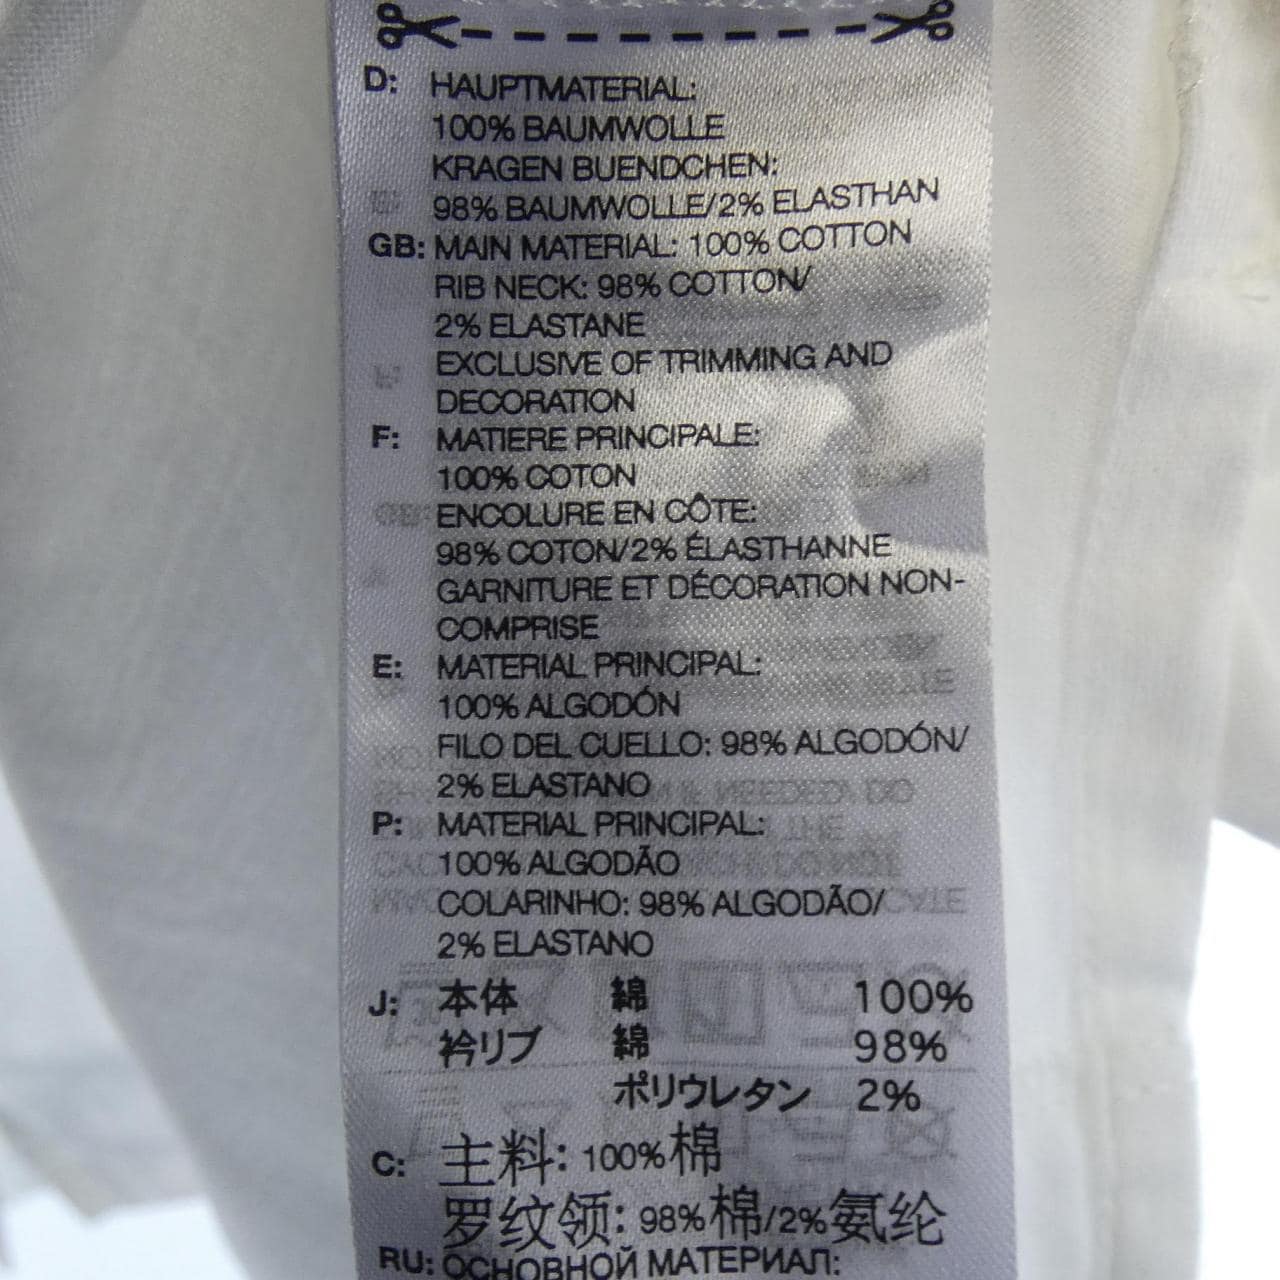 D: HAUPTMATERIAL:
100% BAUMWOLLE
KRAGEN BUENDCHEN:
98% BAUMWOLLE/2% ELASTHAN
GB: MAIN MATERIAL: 100% COTTON
RIB NECK: 98% COTTON/
2% ELASTANE
EXCLUSIVE OF TRIMMING AND
DECORATION
F: MATIERE PRINCIPALE:
100% COTON
ENCOLURE EN CÔTE:
98% COTON/2% ÉLASTHANNE
GARNITURE ET DÉCORATION NON-
COMPRISE
E: MATERIAL PRINCIPAL:
100% ALGODÓN
FILO DEL CUELLO: 98% ALGODÓN/
2% ELASTANO
P: MATERIAL PRINCIPAL:
100% ALGODÃO
COLARINHO: 98% ALGODÃO/
2% ELASTANO
J: 本体 綿 100%
衿リブ 綿 98%
ポリウレタン 2%
C: 主料: 100%棉
罗纹领: 98%棉/2%氨纶
RU: ОСНОВНОЙ МАТЕРИАЛ: